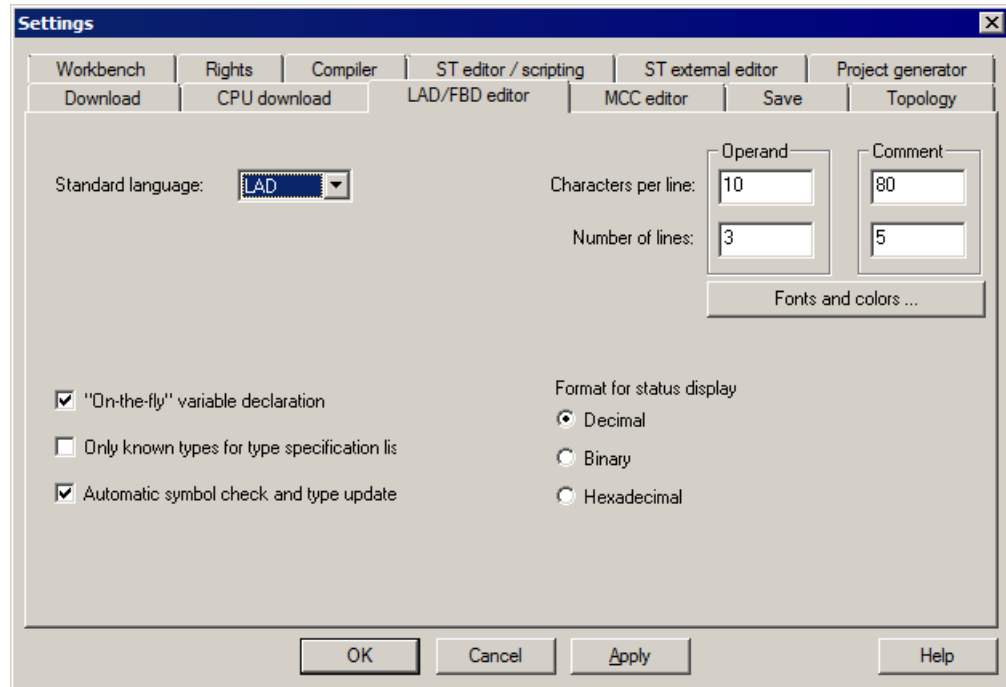 Settings
Workbench Rights Compiler ST editor / scripting ST external editor Project generator
Download CPU download LAD/FBD editor MCC editor Save Topology
Operand Comment
Standard language: LAD Characters per line: 10 80
Number of lines: 3 5
Fonts and colors ...
"On-the-fly" variable declaration
Only known types for type specification lis
Automatic symbol check and type update
Format for status display
Decimal
Binary
Hexadecimal
OK Cancel Apply Help